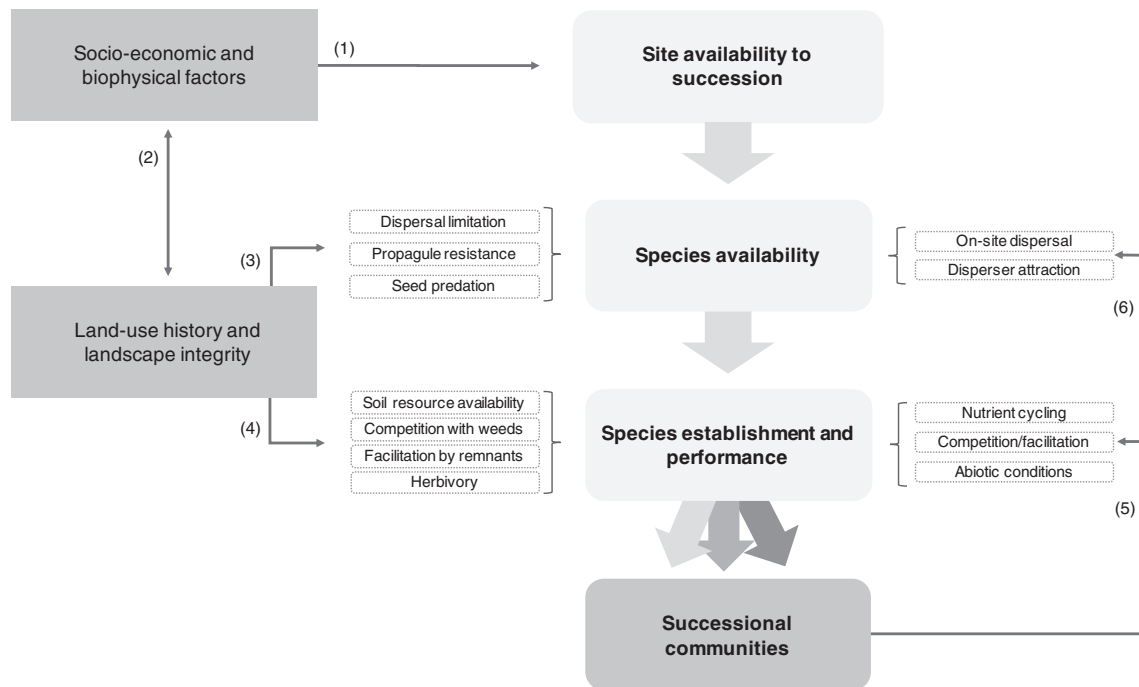 Socio-economic and
biophysical factors
(1)
Site availability to
succession
(2)
Dispersal limitation
Propagule resistance
Seed predation
(3)
Species availability
On-site dispersal
Disperser attraction
(6)
Land-use history and
landscape integrity
(4)
Soil resource availability
Competition with weeds
Facilitation by remnants
Herbivory
Species establishment and
performance
Nutrient cycling
Competition/facilitation
Abiotic conditions
(5)
Successional
communities